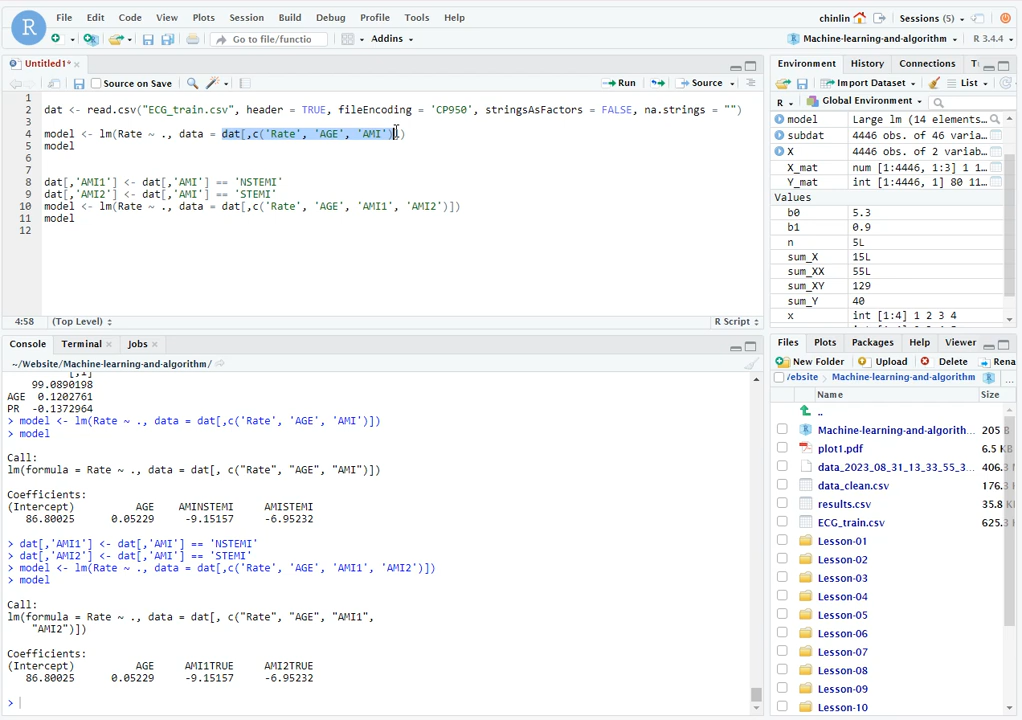 File Edit Code View Plots Session Build Debug Profile Tools Help
chinlin Sessions (5)
Go to file/functio Addins
Machine-learning-and-algorithm R 3.4.4
Untitled1*
Source on Save Run Source
1
2 dat <- read.csv("ECG_train.csv", header = TRUE, fileEncoding = 'CP950', stringsAsFactors = FALSE, na.strings = "")
3
4 model <- lm(Rate ~ ., data = dat[,c('Rate', 'AGE', 'AMI')])
5 model
6
7
8 dat[,'AMI1'] <- dat[,'AMI'] == 'NSTEMI'
9 dat[,'AMI2'] <- dat[,'AMI'] == 'STEMI'
10 model <- lm(Rate ~ ., data = dat[,c('Rate', 'AGE', 'AMI1', 'AMI2')])
11 model
12
4:58 (Top Level) R Script
Console Terminal Jobs
~/Website/Machine-learning-and-algorithm/
[,1]
99.0890198
AGE 0.1202761
PR -0.1372964
> model <- lm(Rate ~ ., data = dat[,c('Rate', 'AGE', 'AMI')])
> model
Call:
lm(formula = Rate ~ ., data = dat[, c("Rate", "AGE", "AMI")])
Coefficients:
(Intercept) AGE AMINSTEMI AMISTEMI
86.80025 0.05229 -9.15157 -6.95232
> dat[,'AMI1'] <- dat[,'AMI'] == 'NSTEMI'
> dat[,'AMI2'] <- dat[,'AMI'] == 'STEMI'
> model <- lm(Rate ~ ., data = dat[,c('Rate', 'AGE', 'AMI1', 'AMI2')])
> model
Call:
lm(formula = Rate ~ ., data = dat[, c("Rate", "AGE", "AMI1",
"AMI2")])
Coefficients:
(Intercept) AGE AMI1TRUE AMI2TRUE
86.80025 0.05229 -9.15157 -6.95232
>
Environment History Connections T
Import Dataset List
R Global Environment
model Large lm (14 elements…
subdat 4446 obs. of 46 varia…
X 4446 obs. of 2 variab…
X_mat num [1:4446, 1:3] 1 1…
Y_mat int [1:4446, 1] 80 11…
Values
b0 5.3
b1 0.9
n 5L
sum_X 15L
sum_XX 55L
sum_XY 129
sum_Y 40
x int [1:4] 1 2 3 4
Files Plots Packages Help Viewer
New Folder Upload Delete Rena
/ebsite Machine-learning-and-algorithm ...
Name Size
..
Machine-learning-and-algorith... 205 B
plot1.pdf 6.5 KB
data_2023_08_31_13_33_55_3... 406.3
data_clean.csv 176.3
results.csv 35.8 K
ECG_train.csv 625.3
Lesson-01
Lesson-02
Lesson-03
Lesson-04
Lesson-05
Lesson-06
Lesson-07
Lesson-08
Lesson-09
Lesson-10